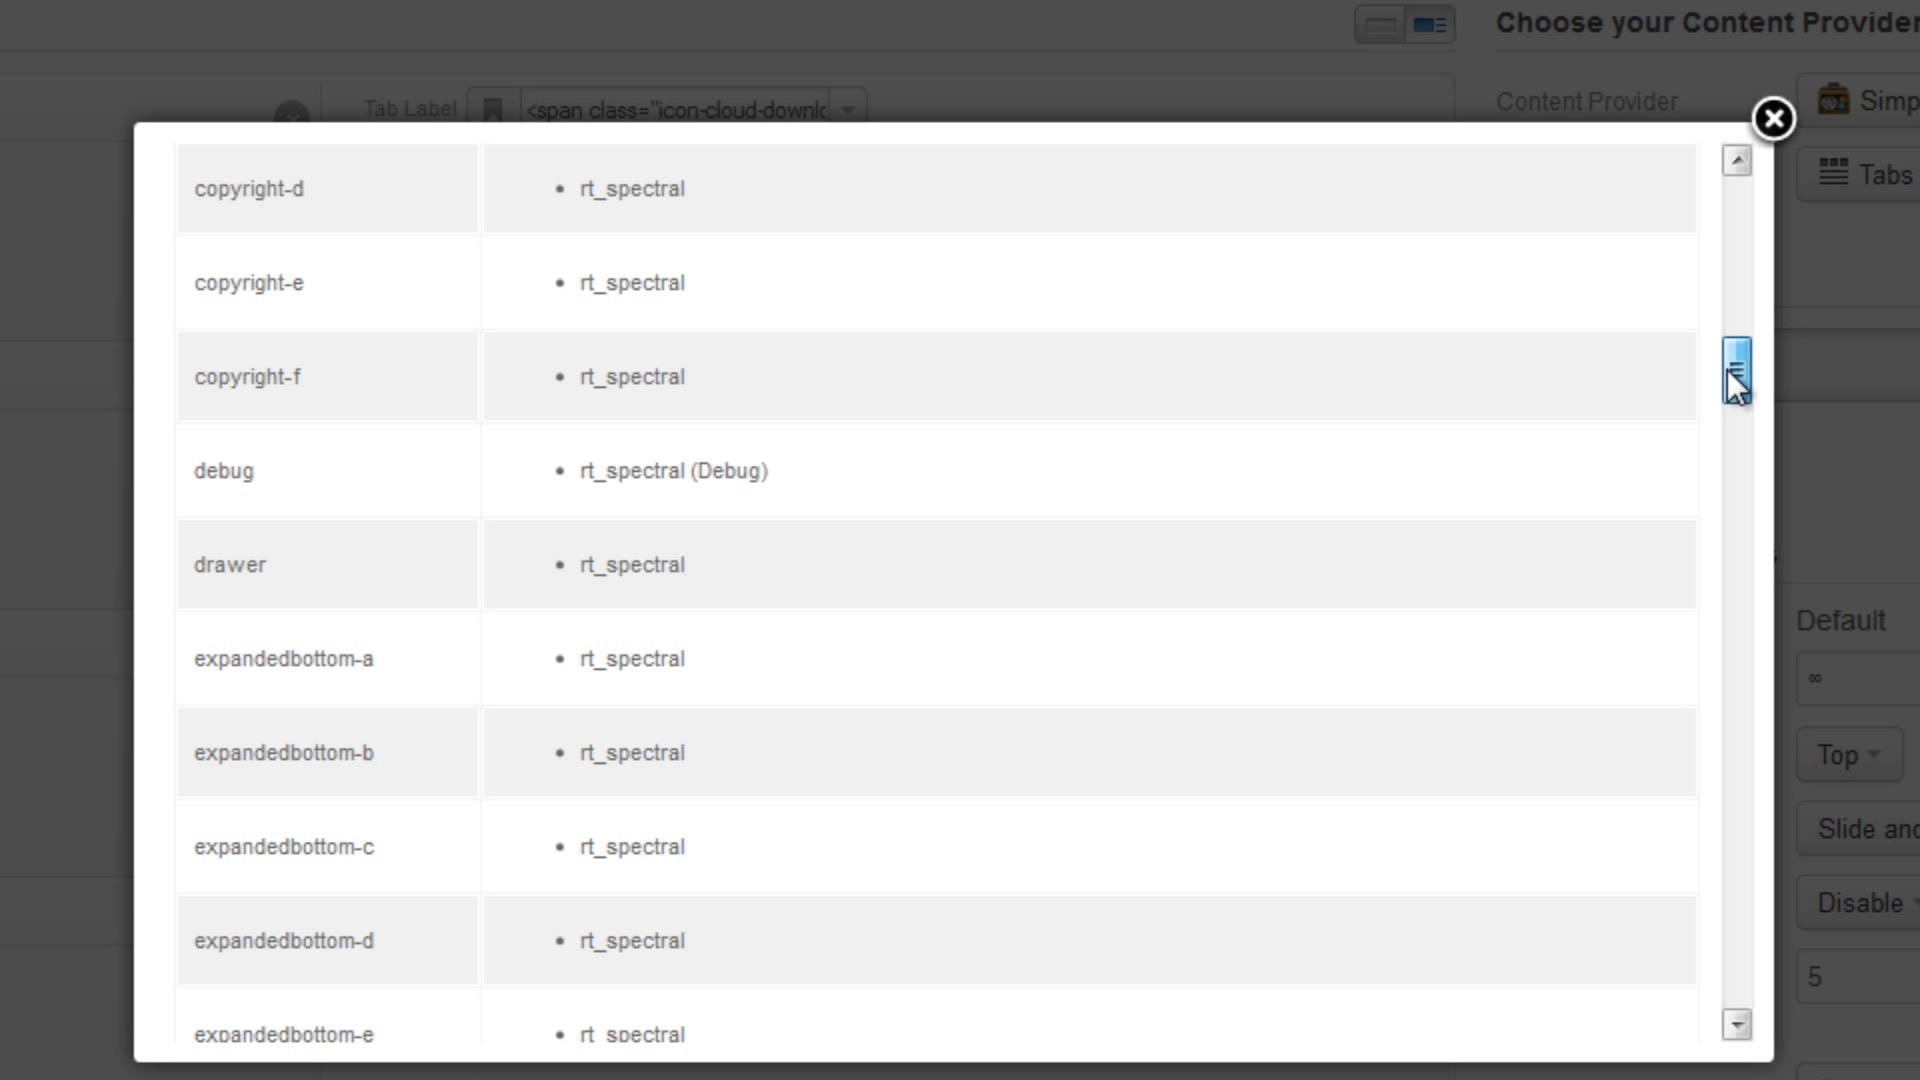 Choose your Content Provider
Tab Label
<span class="icon-cloud-downlc
Content Provider
Simp
Tabs
copyright-d
• rt_spectral
copyright-e
• rt_spectral
copyright-f
• rt_spectral
debug
• rt_spectral (Debug)
drawer
• rt_spectral
expandedbottom-a
• rt_spectral
expandedbottom-b
• rt_spectral
expandedbottom-c
• rt_spectral
expandedbottom-d
• rt_spectral
expandedbottom-e
• rt_spectral
Default
∞
Top
Slide and
Disable
5